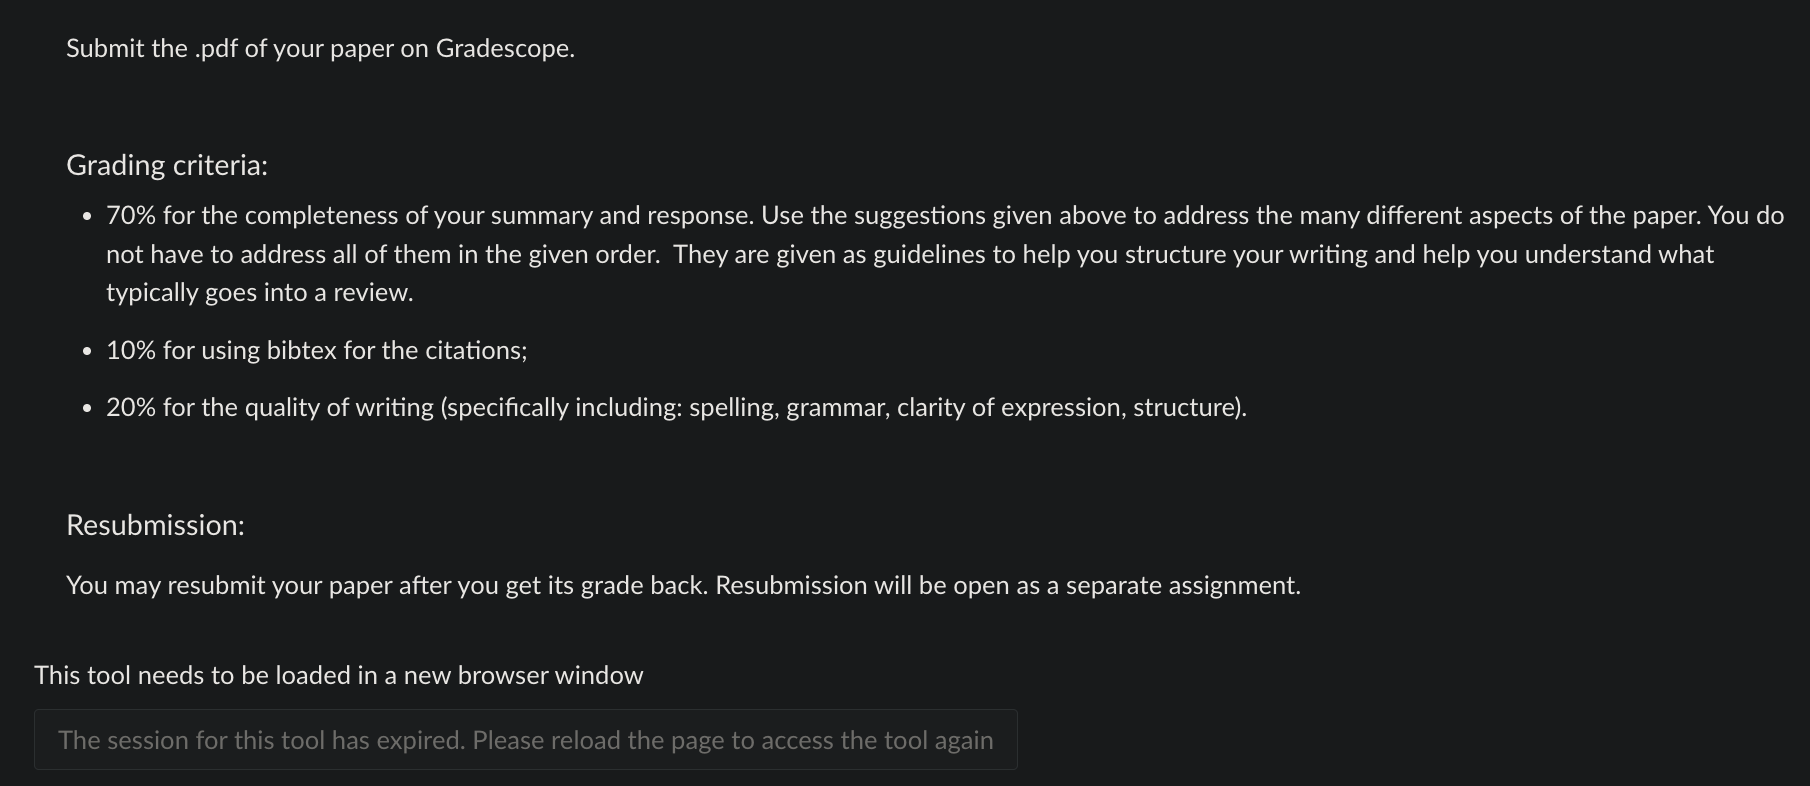 Submit the .pdf of your paper on Gradescope.
Grading criteria:
• 70% for the completeness of your summary and response. Use the suggestions given above to address the many different aspects of the paper. You do
not have to address all of them in the given order.  They are given as guidelines to help you structure your writing and help you understand what
typically goes into a review.
• 10% for using bibtex for the citations;
• 20% for the quality of writing (specifically including: spelling, grammar, clarity of expression, structure).
Resubmission:
You may resubmit your paper after you get its grade back. Resubmission will be open as a separate assignment.
This tool needs to be loaded in a new browser window
The session for this tool has expired. Please reload the page to access the tool again